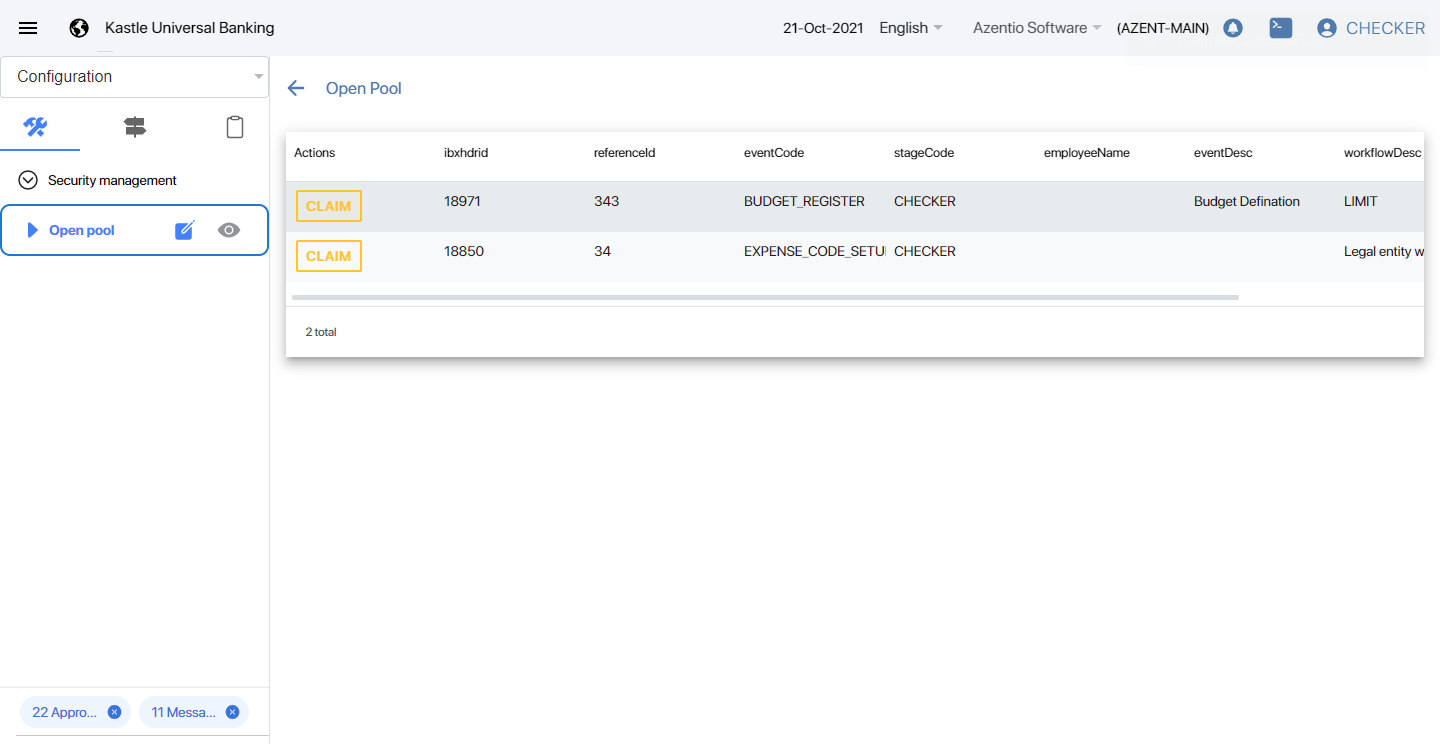 Kastle Universal Banking 21-Oct-2021 English Azentio Software (AZENT-MAIN) CHECKER
Configuration
Security management
Open pool
22 Appro... 11 Messa...
Open Pool
Actions ibxhdrid referenceId eventCode stageCode employeeName eventDesc workflowDesc
CLAIM 18971 343 BUDGET_REGISTER CHECKER Budget Defination LIMIT
CLAIM 18850 34 EXPENSE_CODE_SETU CHECKER Legal entity w
2 total